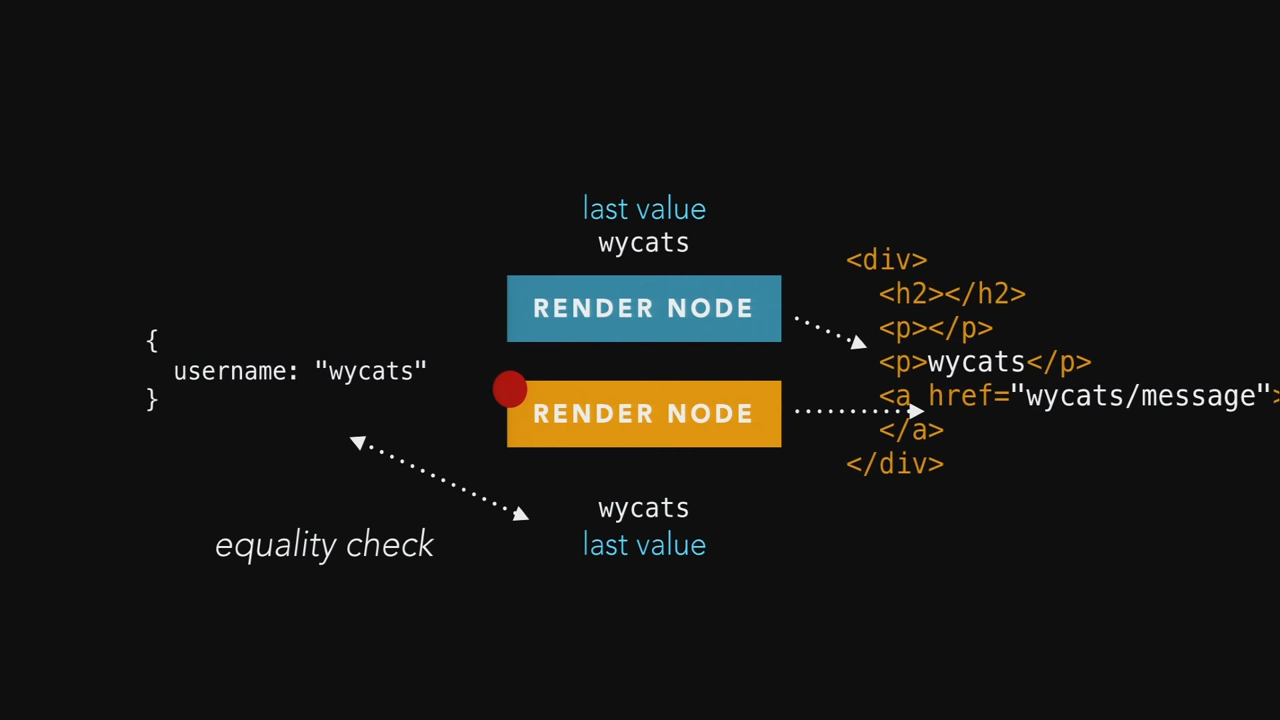 last value
wycats
RENDER NODE
{
username: "wycats"
}
RENDER NODE
wycats
last value
equality check
<div>
<h2></h2>
<p></p>
<p>wycats</p>
<a href="wycats/message">
</a>
</div>